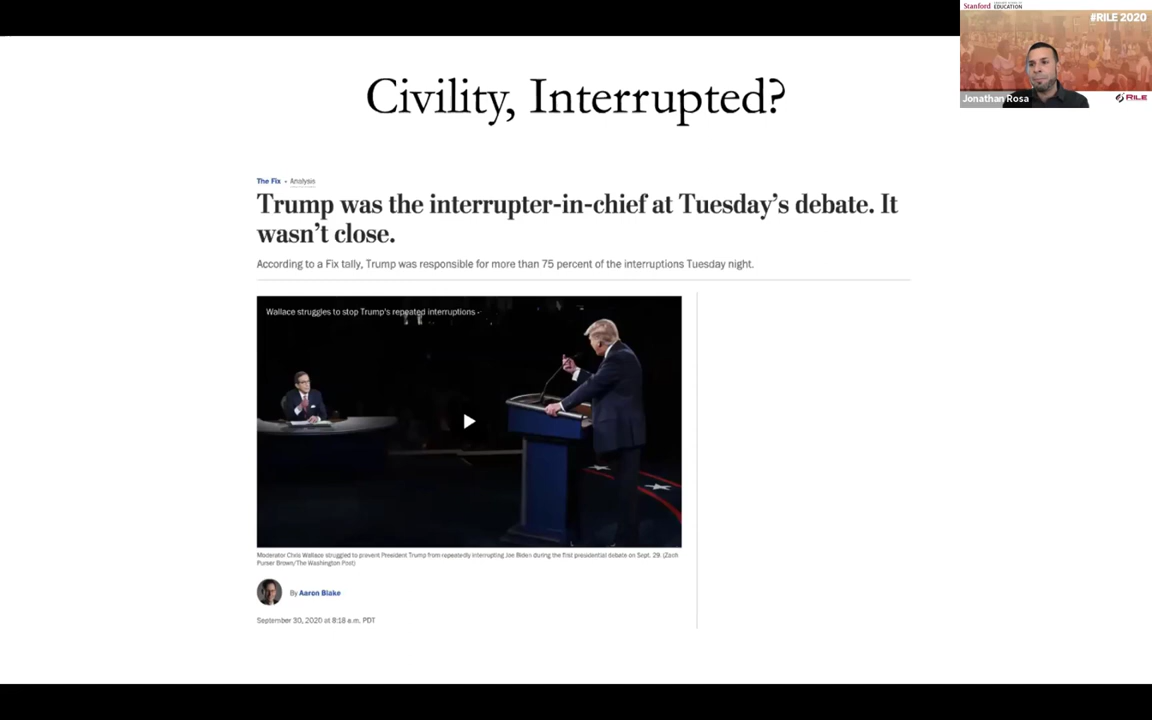 Stanford
EDUCATION
#RILE 2020
Jonathan Rosa
RILE
Civility, Interrupted?
The Fix • Analysis
Trump was the interrupter-in-chief at Tuesday's debate. It
wasn't close.
According to a Fix tally, Trump was responsible for more than 75 percent of the interruptions Tuesday night.
Wallace struggles to stop Trump's repeated interruptions -
Moderator Chris Wallace struggled to prevent President Trump from repeatedly interrupting Joe Biden during the first presidential debate on Sept. 29. (Zach
Purser Brown/The Washington Post)
By Aaron Blake
September 30, 2020 at 8:18 a.m. PDT